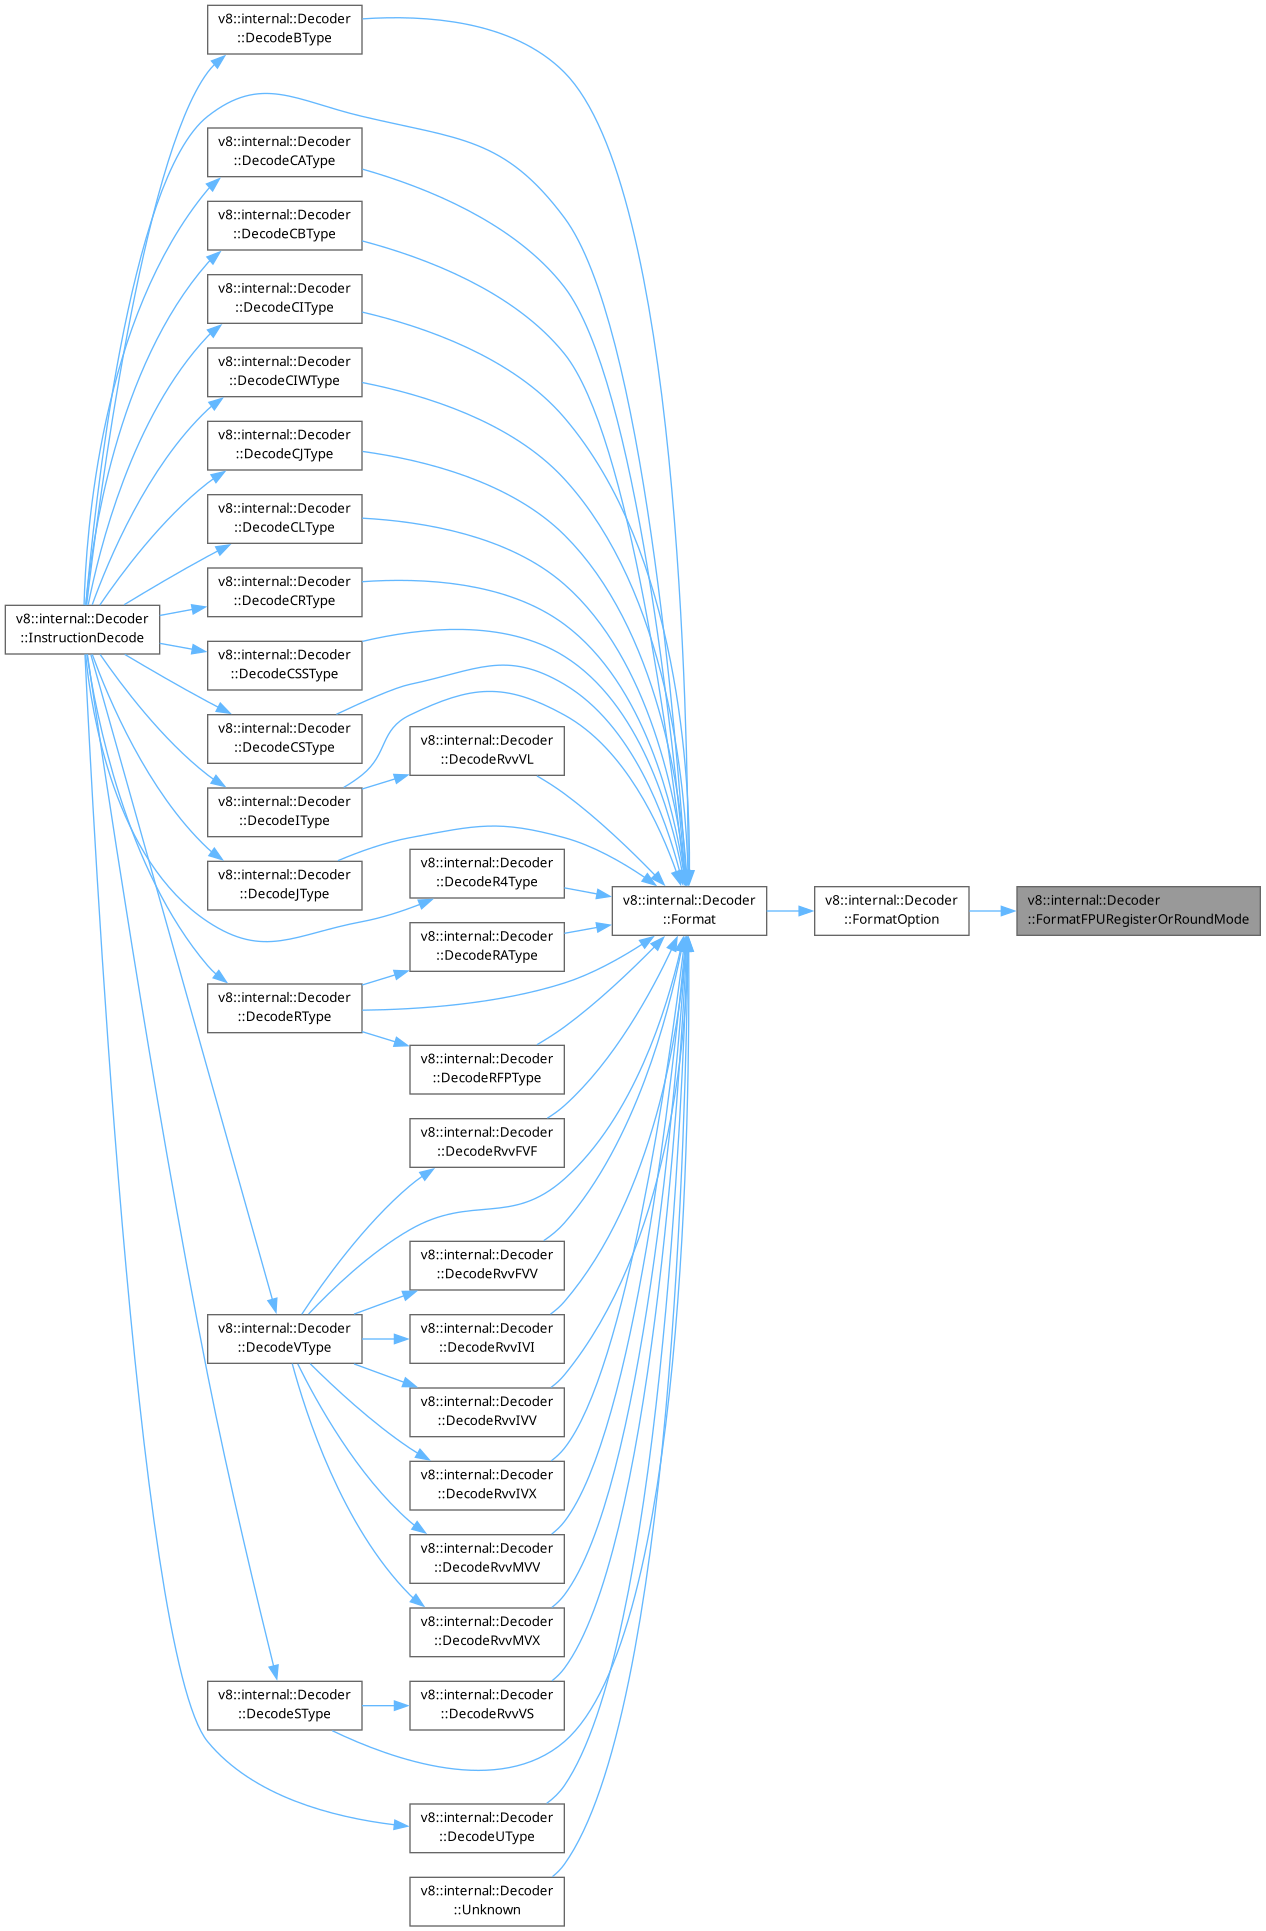 v8::internal::Decoder
::DecodeBType
v8::internal::Decoder
::DecodeCAType
v8::internal::Decoder
::DecodeCBType
v8::internal::Decoder
::DecodeCIType
v8::internal::Decoder
::DecodeCIWType
v8::internal::Decoder
::DecodeCJType
v8::internal::Decoder
::DecodeCLType
v8::internal::Decoder
::DecodeCRType
v8::internal::Decoder
::InstructionDecode
v8::internal::Decoder
::DecodeCSSType
v8::internal::Decoder
::DecodeCSType
v8::internal::Decoder
::DecodeRvvVL
v8::internal::Decoder
::DecodeIType
v8::internal::Decoder
::DecodeR4Type
v8::internal::Decoder
::DecodeJType
v8::internal::Decoder
::Format
v8::internal::Decoder
::FormatOption
v8::internal::Decoder
::FormatFPURegisterOrRoundMode
v8::internal::Decoder
::DecodeRAType
v8::internal::Decoder
::DecodeRType
v8::internal::Decoder
::DecodeRFPType
v8::internal::Decoder
::DecodeRvvFVF
v8::internal::Decoder
::DecodeRvvFVV
v8::internal::Decoder
::DecodeVType
v8::internal::Decoder
::DecodeRvvIVI
v8::internal::Decoder
::DecodeRvvIVV
v8::internal::Decoder
::DecodeRvvIVX
v8::internal::Decoder
::DecodeRvvMVV
v8::internal::Decoder
::DecodeRvvMVX
v8::internal::Decoder
::DecodeSType
v8::internal::Decoder
::DecodeRvvVS
v8::internal::Decoder
::DecodeUType
v8::internal::Decoder
::Unknown